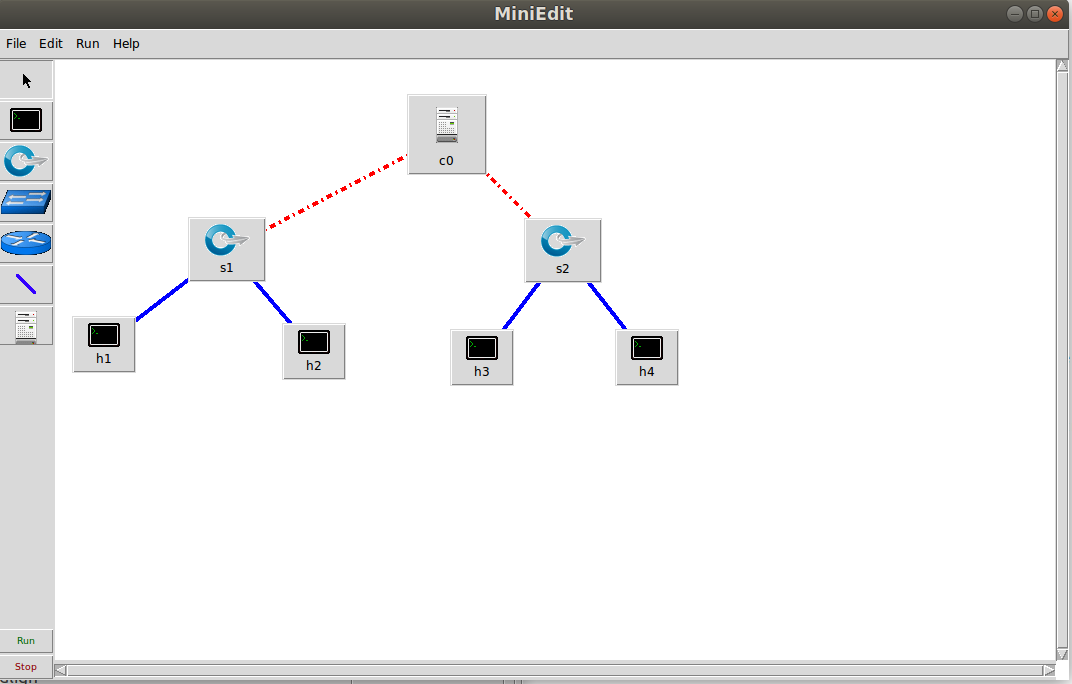 MiniEdit
File Edit Run Help
c0
s1
s2
h1
h2
h3
h4
Run
Stop